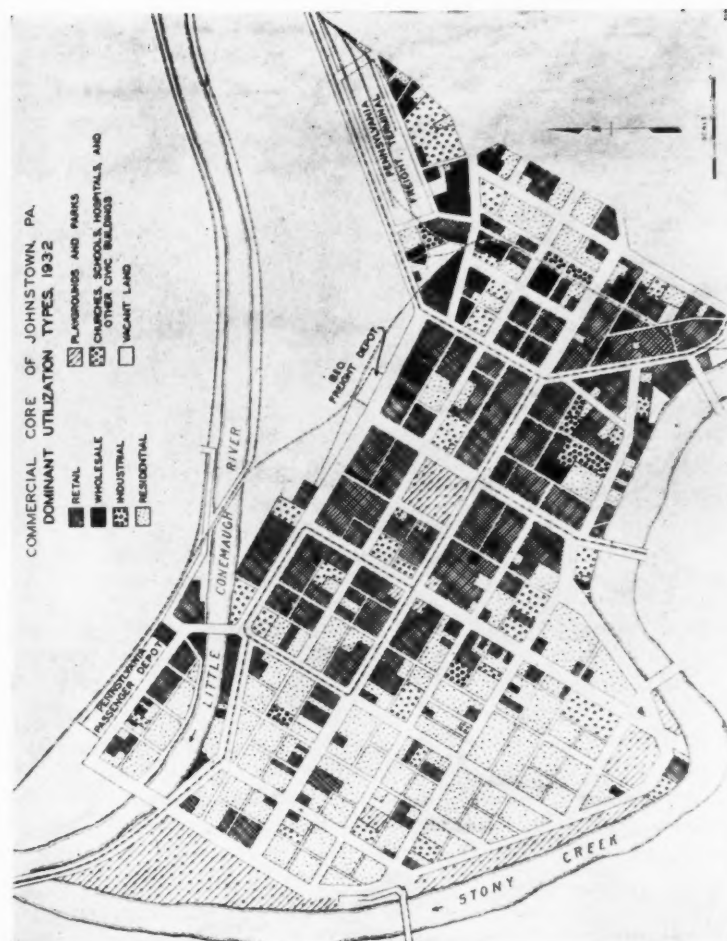 COMMERCIAL CORE OF JOHNSTOWN, PA.
DOMINANT UTILIZATION TYPES, 1932
RETAIL
WHOLESALE
INDUSTRIAL
RESIDENTIAL
PLAYGROUNDS AND PARKS
CHURCHES, SCHOOLS, HOSPITALS, AND
OTHER CIVIC BUILDINGS
VACANT LAND
PENNSYLVANIA
PASSENGER DEPOT
LITTLE CONEMAUGH RIVER
B.&O.
FREIGHT DEPOT
PENNSYLVANIA
FREIGHT TERMINAL
STONY CREEK
SCALE